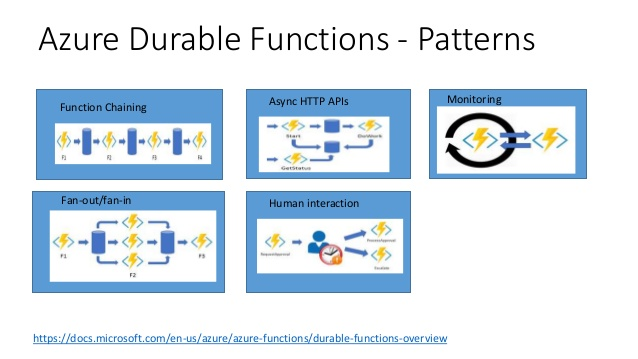 Azure Durable Functions - Patterns
Function Chaining
F1 F2 F3 F4
Async HTTP APIs
Start DoWork
GetStatus
Monitoring
Fan-out/fan-in
F1 F3
F2
Human interaction
RequestApproval ProcessApproval
Escalate
https://docs.microsoft.com/en-us/azure/azure-functions/durable-functions-overview